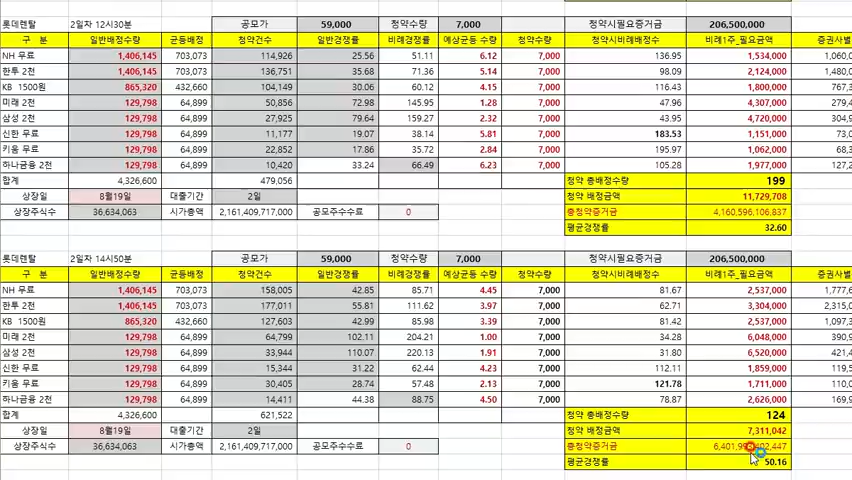 롯데렌탈 2일차 12시30분 공모가 59,000 청약수량 7,000 청약시필요증거금 206,500,000
구 분 일반배정수량 균등배정 청약건수 일반경쟁률 비례경쟁률 예상균등 수량 청약수량 청약시비례배정수 비례1주_필요금액 증권사별
NH 무료 1,406,145 703,073 114,926 25.56 51.11 6.12 7,000 136.95 1,534,000 1,060,0
한투 2천 1,406,145 703,073 136,751 35.68 71.36 5.14 7,000 98.09 2,124,000 1,480,0
KB 1500원 865,320 432,660 104,149 30.06 60.12 4.15 7,000 116.43 1,800,000 767,3
미래 2천 129,798 64,899 50,856 72.98 145.95 1.28 7,000 47.96 4,307,000 279,4
삼성 2천 129,798 64,899 27,925 79.64 159.27 2.32 7,000 43.95 4,720,000 304,9
신한 무료 129,798 64,899 11,177 19.07 38.14 5.81 7,000 183.53 1,151,000 73,0
키움 무료 129,798 64,899 22,852 17.86 35.72 2.84 7,000 195.97 1,062,000 68,3
하나금융 2천 129,798 64,899 10,420 33.24 66.49 6.23 7,000 105.28 1,977,000 127,2
합계 4,326,600 479,056 청약 총배정수량 199
상장일 8월19일 대출기간 2일 청약 배정금액 11,729,708
상장주식수 36,634,063 시가총액 2,161,409,717,000 공모주수수료 0 총청약증거금 4,160,596,106,837
평균경쟁률 32.60
롯데렌탈 2일차 14시50분 공모가 59,000 청약수량 7,000 청약시필요증거금 206,500,000
구 분 일반배정수량 균등배정 청약건수 일반경쟁률 비례경쟁률 예상균등 수량 청약수량 청약시비례배정수 비례1주_필요금액 증권사별
NH 무료 1,406,145 703,073 158,005 42.85 85.71 4.45 7,000 81.67 2,537,000 1,777,6
한투 2천 1,406,145 703,073 177,011 55.81 111.62 3.97 7,000 62.71 3,304,000 2,315,0
KB 1500원 865,320 432,660 127,603 42.99 85.98 3.39 7,000 81.42 2,537,000 1,097,3
미래 2천 129,798 64,899 64,799 102.11 204.21 1.00 7,000 34.28 6,048,000 390,9
삼성 2천 129,798 64,899 33,944 110.07 220.13 1.91 7,000 31.80 6,520,000 421,4
신한 무료 129,798 64,899 15,344 31.22 62.44 4.23 7,000 112.11 1,859,000 119,5
키움 무료 129,798 64,899 30,405 28.74 57.48 2.13 7,000 121.78 1,711,000 110,0
하나금융 2천 129,798 64,899 14,411 44.38 88.75 4.50 7,000 78.87 2,626,000 169,9
합계 4,326,600 621,522 청약 총배정수량 124
상장일 8월19일 대출기간 2일 청약 배정금액 7,311,042
상장주식수 36,634,063 시가총액 2,161,409,717,000 공모주수수료 0 총청약증거금
평균경쟁률 50.16